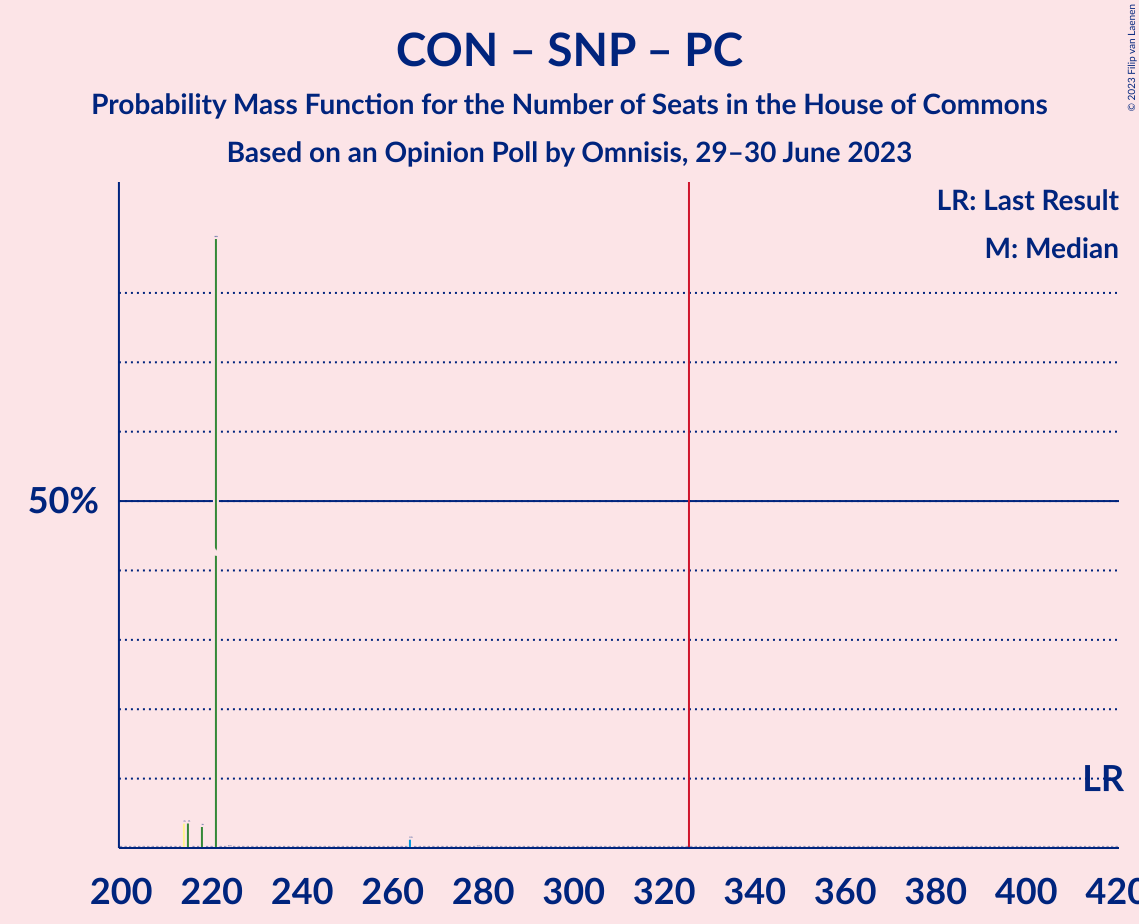 CON – SNP – PC
Probability Mass Function for the Number of Seats in the House of Commons
Based on an Opinion Poll by Omnisis, 29–30 June 2023
© 2023 Filip van Laenen
LR: Last Result
M: Median
50%
LR
200 220 240 260 280 300 320 340 360 380 400 420